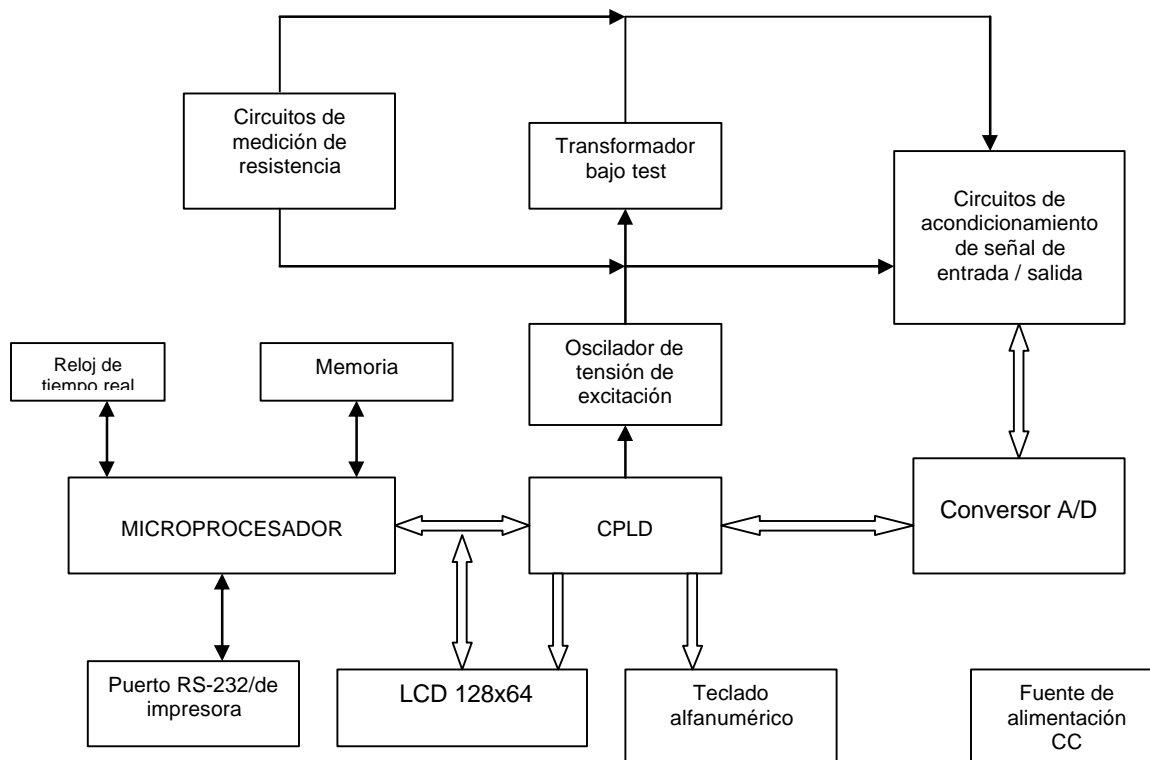 Circuitos de
medición de
resistencia
Transformador
bajo test
Circuitos de
acondicionamiento
de señal de
entrada / salida
Reloj de
tiempo real
Memoria
Oscilador de
tensión de
excitación
MICROPROCESADOR
CPLD
Conversor A/D
Puerto RS-232/de
impresora
LCD 128x64
Teclado
alfanumérico
Fuente de
alimentación
CC